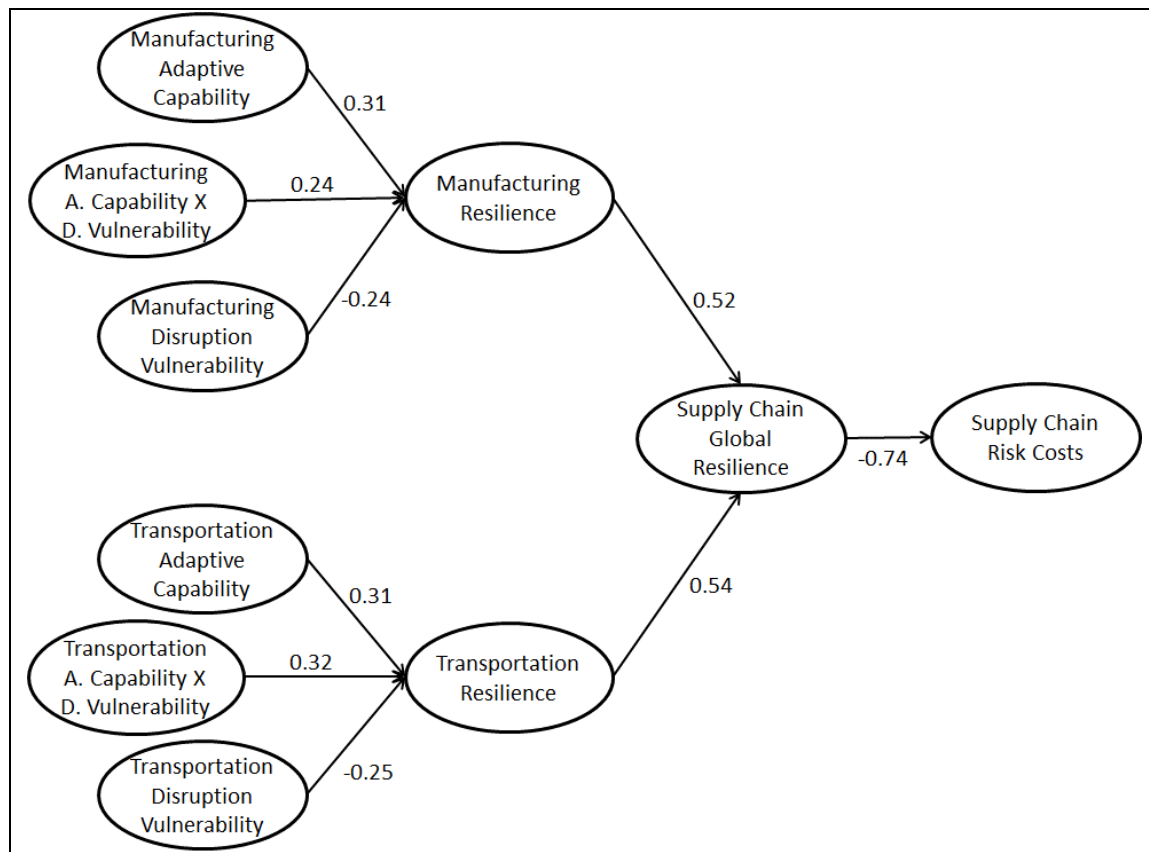 Manufacturing
Adaptive
Capability
0.31
Manufacturing
A. Capability X
D. Vulnerability
0.24
Manufacturing
Resilience
Manufacturing
Disruption
Vulnerability
-0.24
0.52
Supply Chain
Global
Resilience
-0.74
Supply Chain
Risk Costs
Transportation
Adaptive
Capability
0.31
Transportation
A. Capability X
D. Vulnerability
0.32
Transportation
Resilience
0.54
Transportation
Disruption
Vulnerability
-0.25